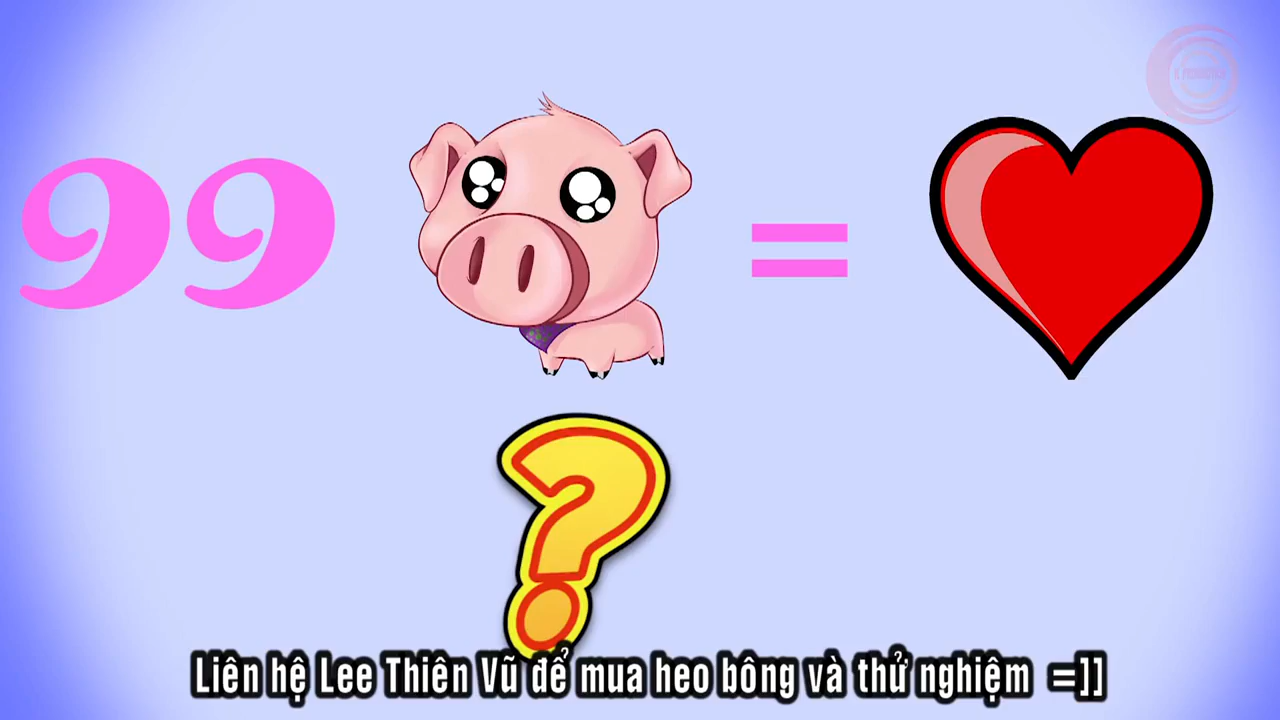 99 =
?
Liên hệ Lee Thiên Vũ để mua heo bông và thử nghiệm =]]